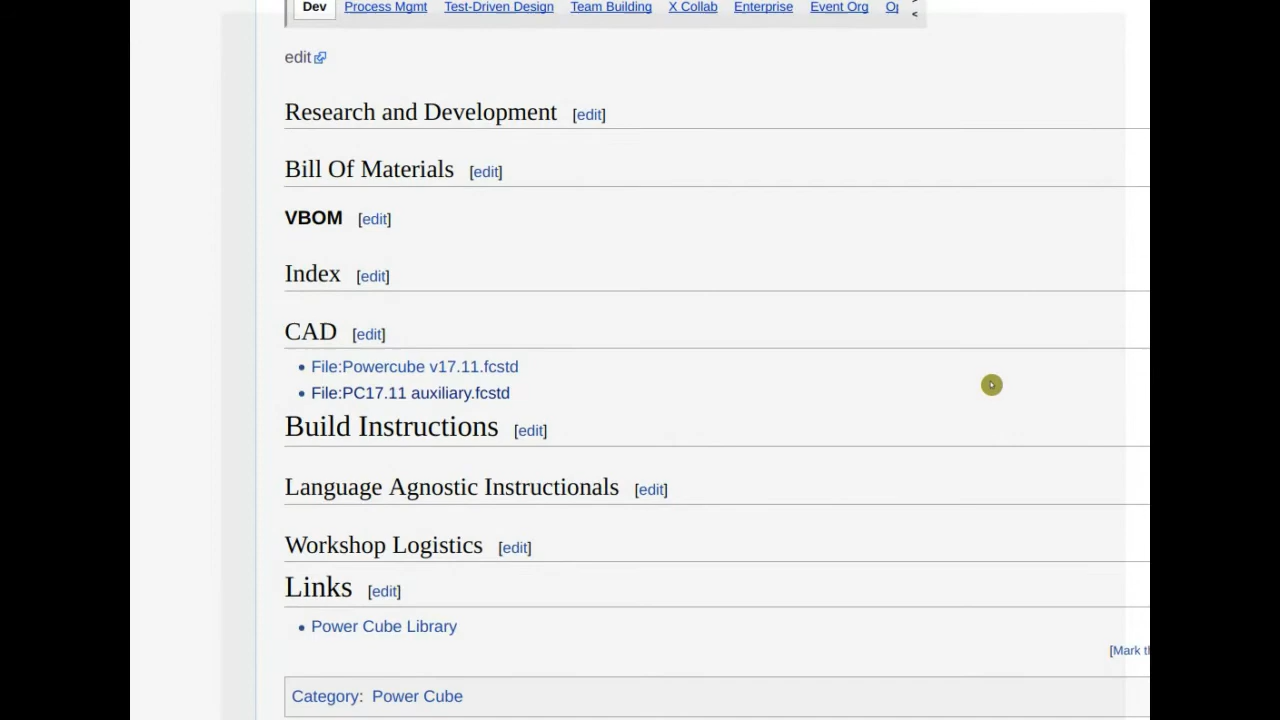 Dev Process Mgmt Test-Driven Design Team Building X Collab Enterprise Event Org
edit
Research and Development [edit]
Bill Of Materials [edit]
VBOM [edit]
Index [edit]
CAD [edit]
• File:Powercube v17.11.fcstd
• File:PC17.11 auxiliary.fcstd
Build Instructions [edit]
Language Agnostic Instructionals [edit]
Workshop Logistics [edit]
Links [edit]
• Power Cube Library
[Mark
Category: Power Cube